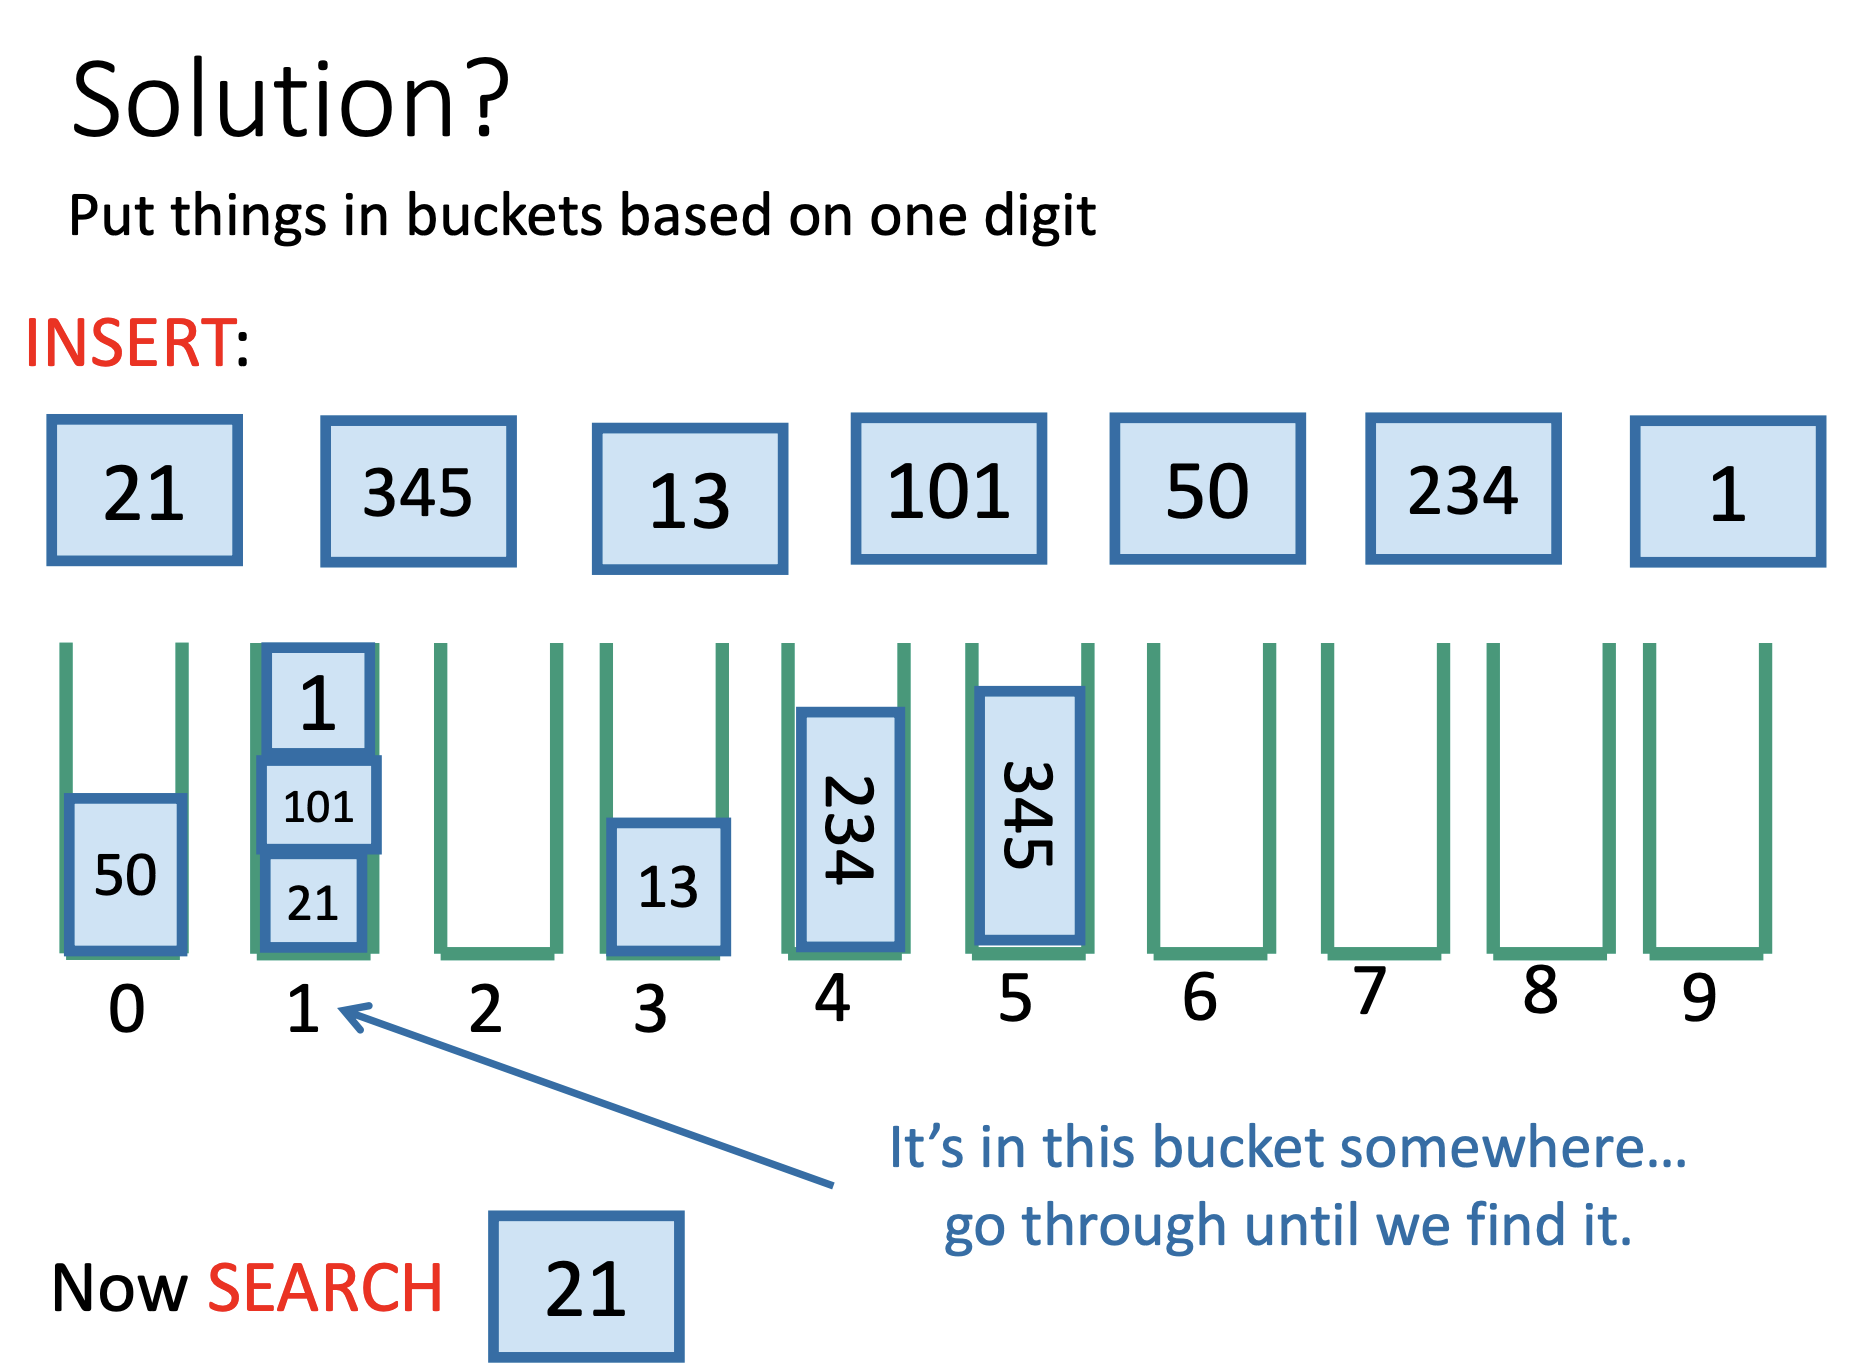 Solution?
Put things in buckets based on one digit
INSERT:
21 345 13 101 50 234 1
1
101
21
50
13
234
345
0 1 2 3 4 5 6 7 8 9
It’s in this bucket somewhere…
go through until we find it.
Now SEARCH 21